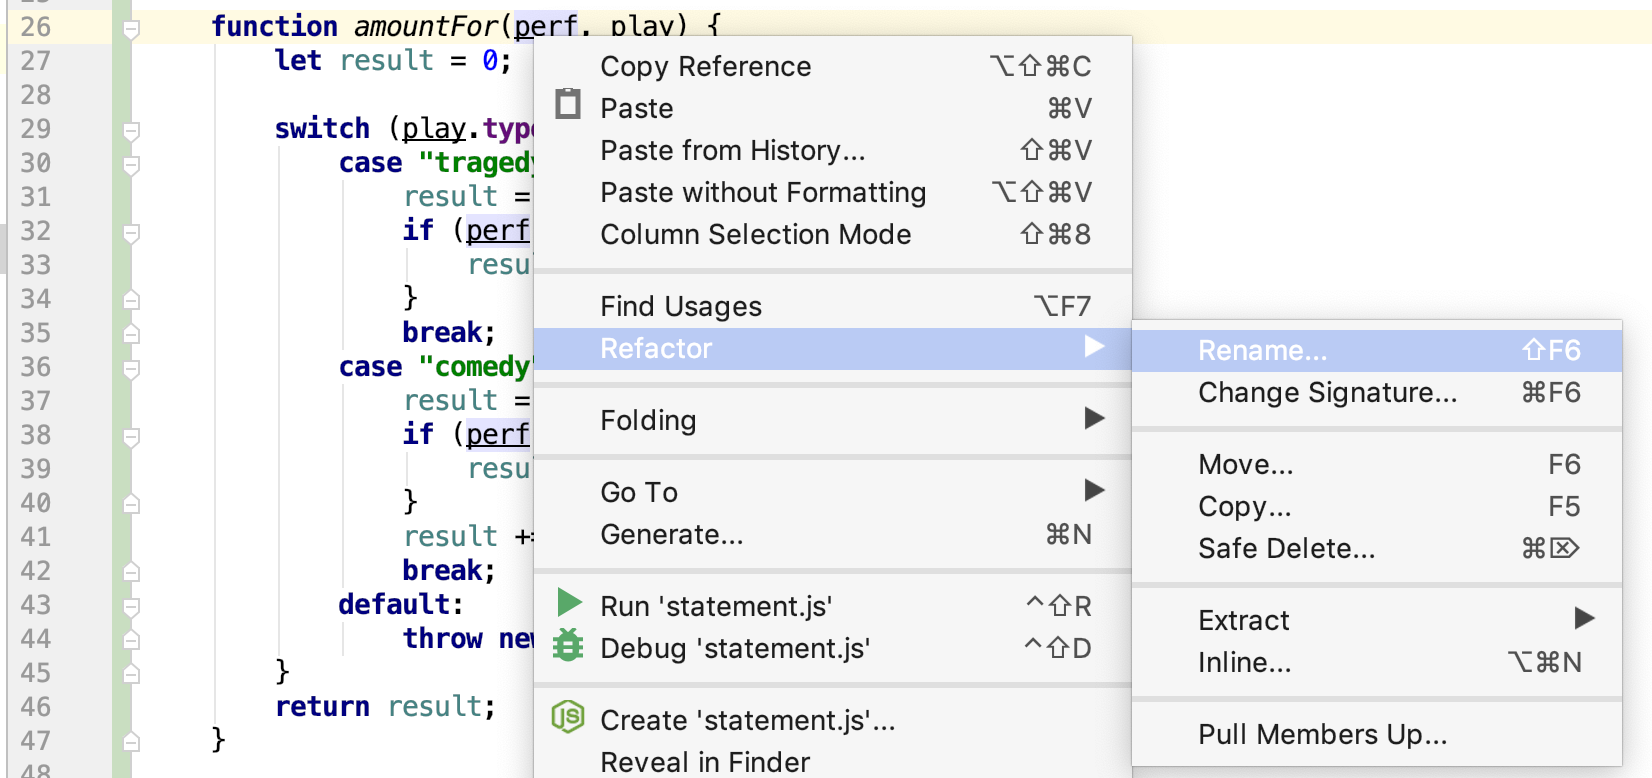 26 function amountFor(perf, play) {
27 let result = 0;
28
29 switch (play.type
30 case "tragedy
31 result =
32 if (perf
33 resu
34 }
35 break;
36 case "comedy"
37 result =
38 if (perf
39 resu
40 }
41 result +=
42 break;
43 default:
44 throw new
45 }
46 return result;
47 }
48
Copy Reference ⌥⇧⌘C
Paste ⌘V
Paste from History... ⇧⌘V
Paste without Formatting ⌥⇧⌘V
Column Selection Mode ⇧⌘8
Find Usages ⌥F7
Refactor
Folding
Go To
Generate... ⌘N
Run 'statement.js' ^⇧R
Debug 'statement.js' ^⇧D
JS Create 'statement.js'...
Reveal in Finder
Rename... ⇧F6
Change Signature... ⌘F6
Move... F6
Copy... F5
Safe Delete... ⌘⌦
Extract
Inline... ⌥⌘N
Pull Members Up...